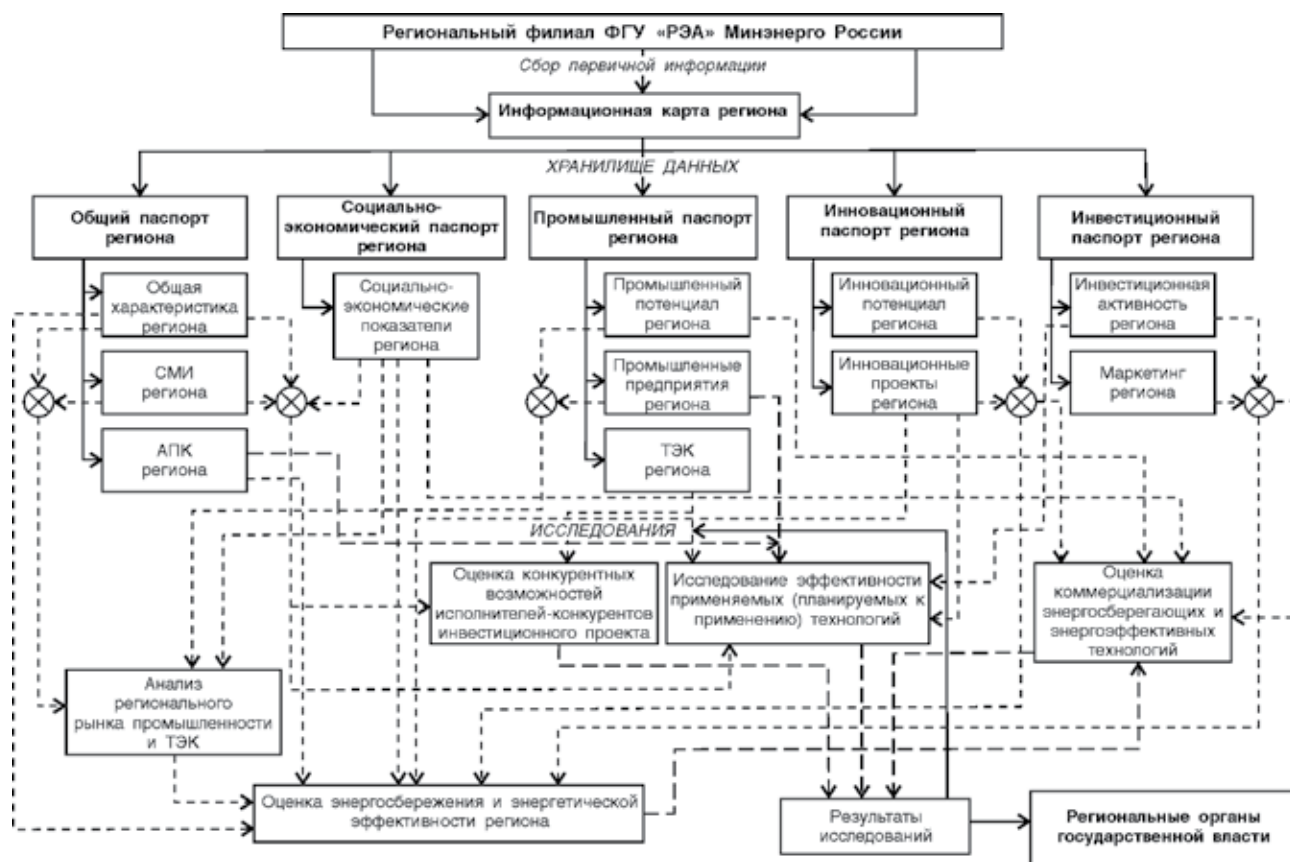 Региональный филиал ФГУ «РЭА» Минэнерго России
Сбор первичной информации
Информационная карта региона
ХРАНИЛИЩЕ ДАННЫХ
Общий паспорт
региона
Социально-
экономический паспорт
региона
Промышленный паспорт
региона
Инновационный
паспорт региона
Инвестиционный
паспорт региона
Общая
характеристика
региона
Социально-
экономические
показатели
региона
Промышленный
потенциал
региона
Инновационный
потенциал
региона
Инвестиционная
активность
региона
СМИ
региона
Промышленные
предприятия
региона
Инновационные
проекты
региона
Маркетинг
региона
АПК
региона
ТЭК
региона
ИССЛЕДОВАНИЯ
Оценка конкурентных
возможностей
исполнителей-конкурентов
инвестиционного проекта
Исследование эффективности
применяемых (планируемых к
применению) технологий
Оценка
коммерциализации
энергосберегающих и
энергоэффективных
технологий
Анализ
регионального
рынка промышленности
и ТЭК
Оценка энергосбережения и энергетической
эффективности региона
Результаты
исследований
Региональные органы
государственной власти